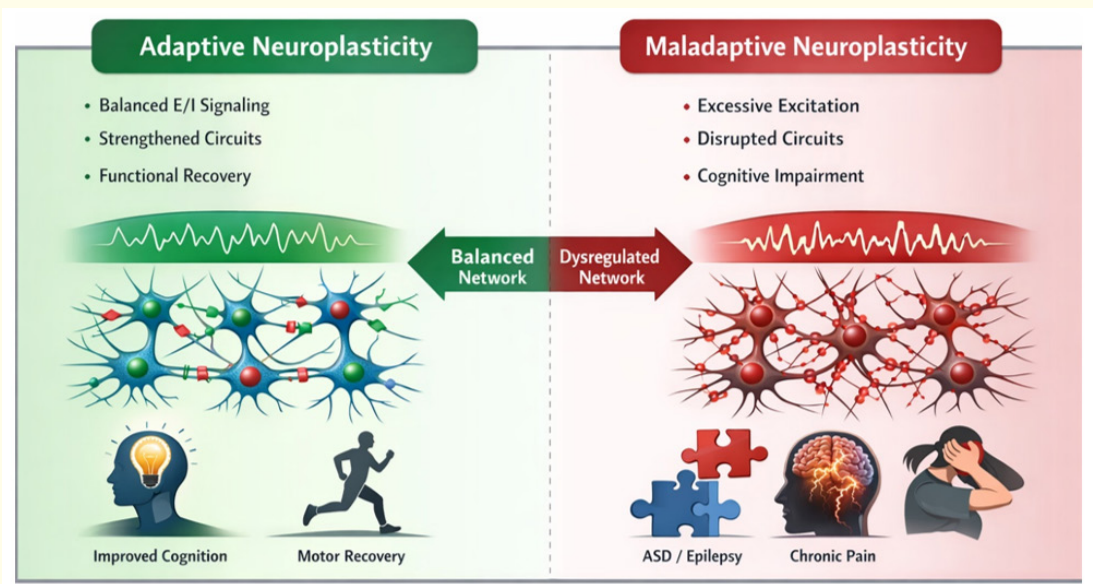 Adaptive Neuroplasticity
• Balanced E/I Signaling
• Strengthened Circuits
• Functional Recovery
Maladaptive Neuroplasticity
• Excessive Excitation
• Disrupted Circuits
• Cognitive Impairment
Balanced
Network
Dysregulated
Network
Improved Cognition
Motor Recovery
ASD / Epilepsy
Chronic Pain